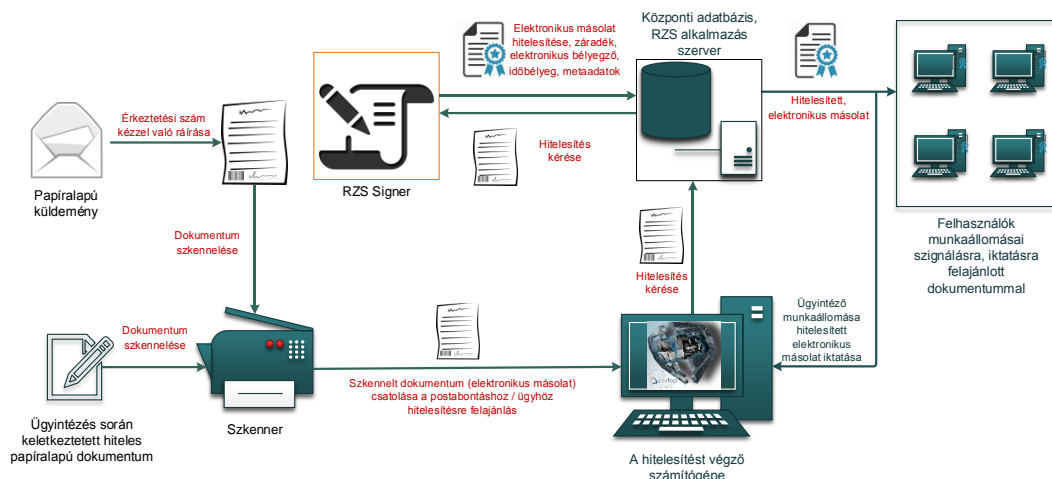 Elektronikus másolat
hitelesítése, záradék,
elektronikus bélyegző,
időbélyeg, metaadatok
Központi adatbázis,
RZS alkalmazás
szerver
Érkeztetési szám
kézzel való ráírása
Hitelesített,
elektronikus másolat
Hitelesítés
kérése
Papíralapú
küldemény
RZS Signer
Felhasználók
munkaállomásai
szignálásra, iktatásra
felajánlott
dokumentummal
Dokumentum
szkennelése
Hitelesítés
kérése
Ügyintéző
munkaállomása
hitelesített
elektronikus
másolat iktatása
Dokumentum
szkennelése
Szkennelt dokumentum (elektronikus másolat)
csatolása a postabontáshoz / ügyhöz
hitelesítésre felajánlás
Ügyintézés során
keletkeztetett hiteles
papíralapú dokumentum
Szkenner
A hitelesítést végző
számítógépe